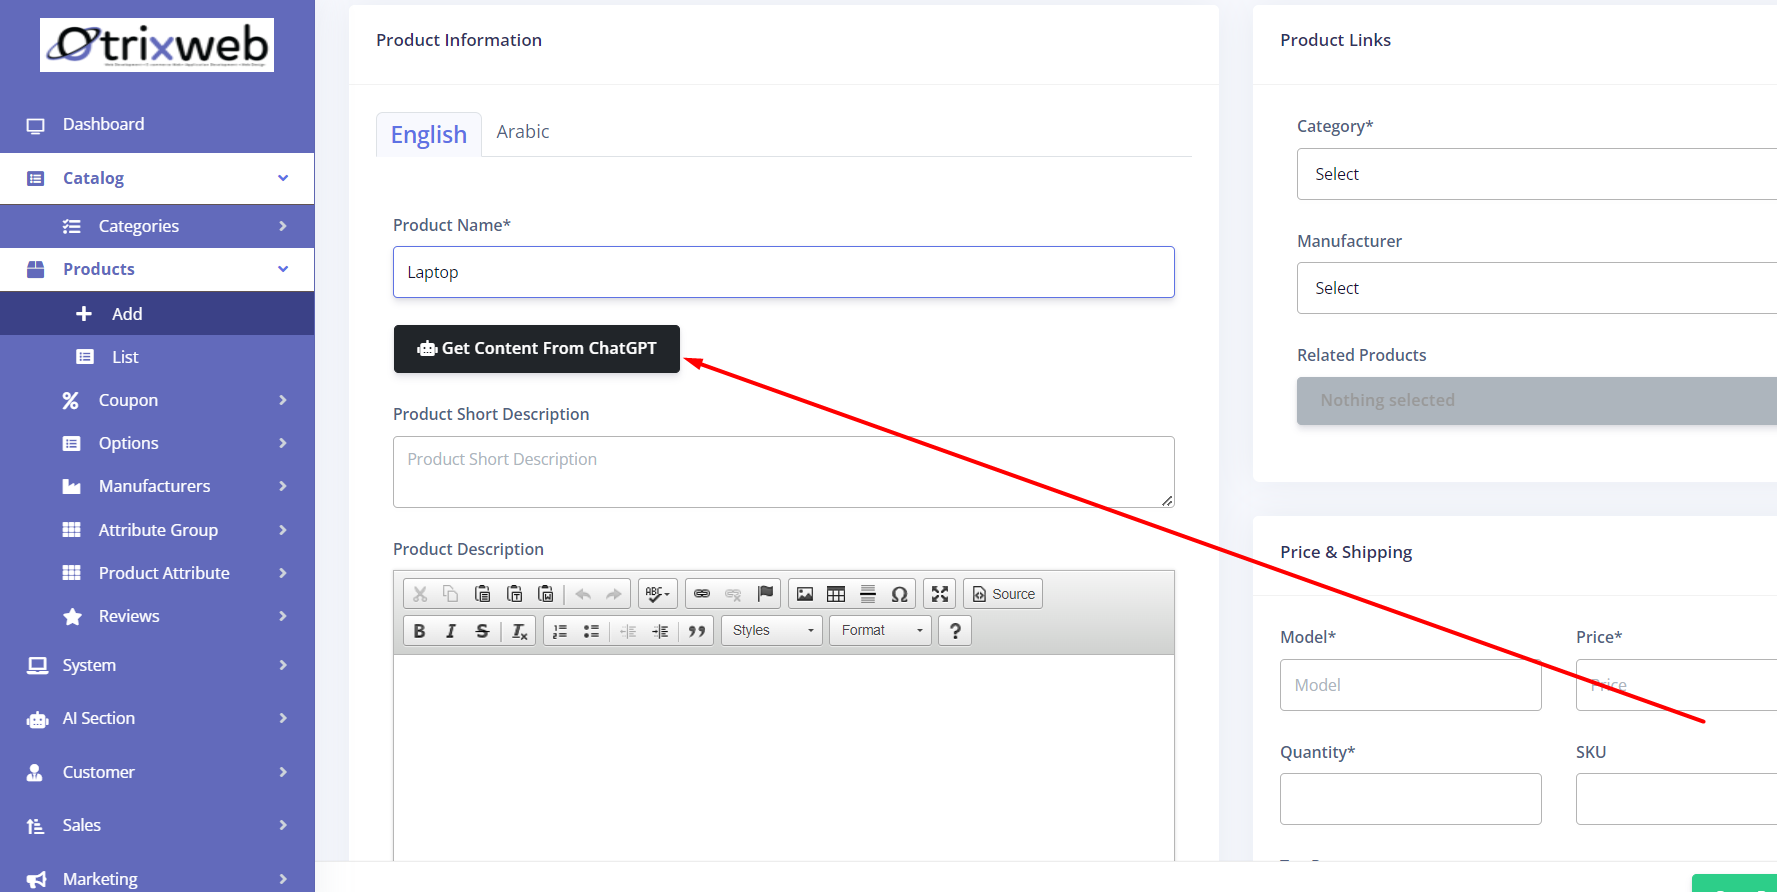 Otrixweb
Dashboard
Catalog
Categories
Products
Add
List
Coupon
Options
Manufacturers
Attribute Group
Product Attribute
Reviews
System
AI Section
Customer
Sales
Marketing
Product Information
English
Arabic
Product Name*
Laptop
Get Content From ChatGPT
Product Short Description
Product Short Description
Product Description
ABC
Source
B I S Tx
Styles
Format
?
Product Links
Category*
Select
Manufacturer
Select
Related Products
Nothing selected
Price & Shipping
Model*
Price*
Model
Price
Quantity*
SKU